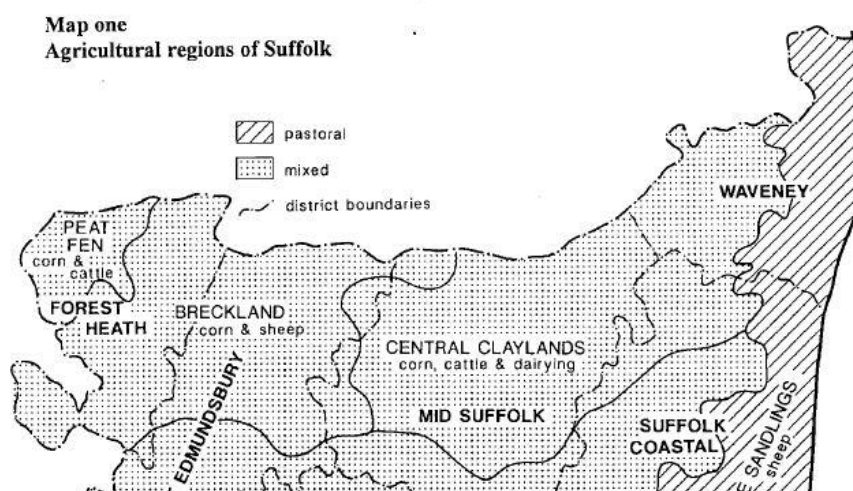 Map one
Agricultural regions of Suffolk
pastoral
mixed
district boundaries
WAVENEY
PEAT
FEN
corn &
cattle
FOREST
HEATH
BRECKLAND
corn & sheep
EDMUNDSBURY
CENTRAL CLAYLANDS
corn, cattle & dairying
MID SUFFOLK
SUFFOLK
COASTAL
SANDLINGS
sheep